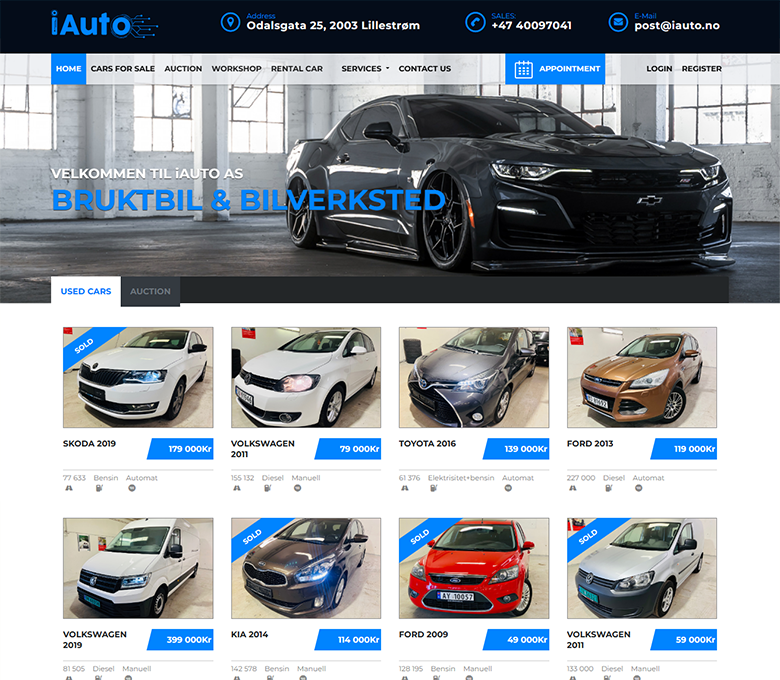 iAuto
Address
Odalsgata 25, 2003 Lillestrøm
SALES:
+47 40097041
E-Mail
post@iauto.no
HOME CARS FOR SALE AUCTION WORKSHOP RENTAL CAR SERVICES CONTACT US APPOINTMENT LOGIN REGISTER
VELKOMMEN TIL iAUTO AS
BRUKTBIL & BILVERKSTED
USED CARS AUCTION
SOLD
SKODA 2019 179 000Kr
77 633 Bensin Automat
VOLKSWAGEN 2011 79 000Kr
155 132 Diesel Manuell
TOYOTA 2016 139 000Kr
61 376 Elektrisitet+bensin Automat
FORD 2013 119 000Kr
227 000 Diesel Automat
VOLKSWAGEN 2019 399 000Kr
81 505 Diesel Manuell
SOLD
KIA 2014 114 000Kr
142 578 Bensin Manuell
SOLD
AY 10057
FORD 2009 49 000Kr
128 195 Bensin Manuell
SOLD
VOLKSWAGEN 2011 59 000Kr
133 000 Diesel Manuell